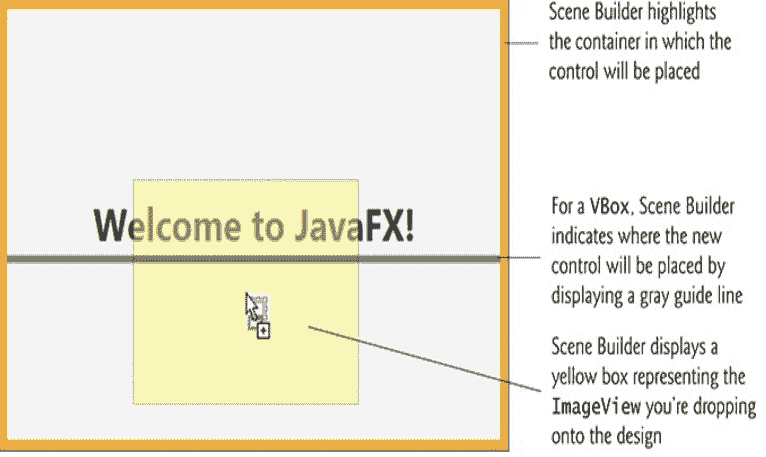 Scene Builder highlights
the container in which the
control will be placed
Welcome to JavaFX!
For a VBox, Scene Builder
indicates where the new
control will be placed by
displaying a gray guide line
Scene Builder displays a
yellow box representing the
ImageView you're dropping
onto the design